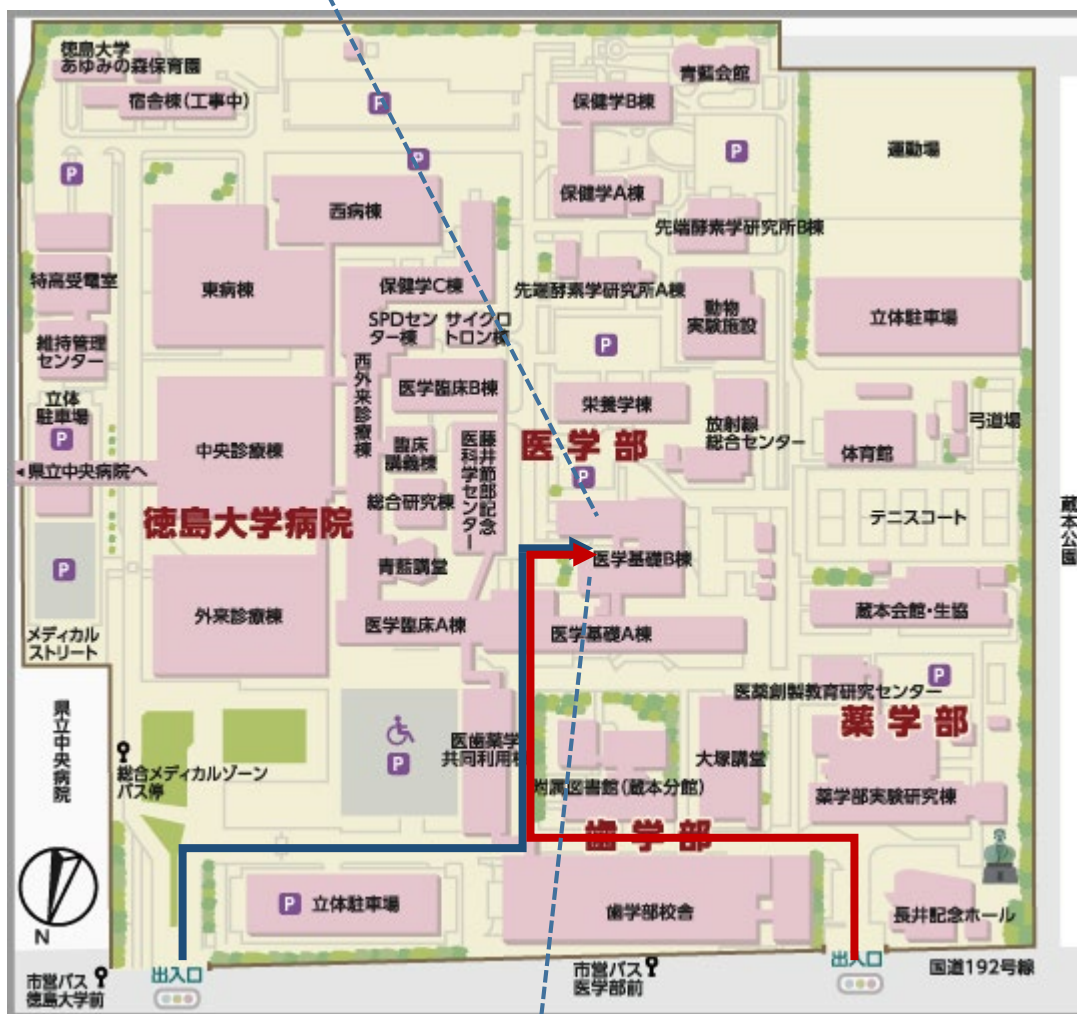 徳島大学
あゆみの森保育園
宿舎棟(工事中)
P
P
P
西病棟
東病棟
特高受電室
維持管理
センター
立体
駐車場
P
◂県立中央病院へ
P
メディカル
ストリート
県立中央病院
中央診療棟
徳島大学病院
外来診療棟
保健学C棟
SPDセン
ター棟
サイクロ
トロン棟
西外来診療棟
医学臨床B棟
臨床
講義棟
総合研究棟
藤井節郎記念
医科学センター
青藍講堂
医学臨床A棟
青藍会館
保健学B棟
P
保健学A棟
先端酵素学研究所B棟
先端酵素学研究所A棟
動物
実験施設
P
栄養学棟
放射線
総合センター
医学部
P
医学基礎B棟
医学基礎A棟
運動場
立体駐車場
弓道場
体育館
テニスコート
蔵本公園
蔵本会館・生協
医薬創製教育研究センター
P
薬学部
薬学部実験研究棟
大塚講堂
附属図書館(蔵本分館)
医歯薬学
共同利用棟
P
総合メディカルゾーン
バス停
歯学部
歯学部校舎
P 立体駐車場
長井記念ホール
N
市営バス
徳島大学前
出入口
市営バス
医学部前
出入口
国道192号線